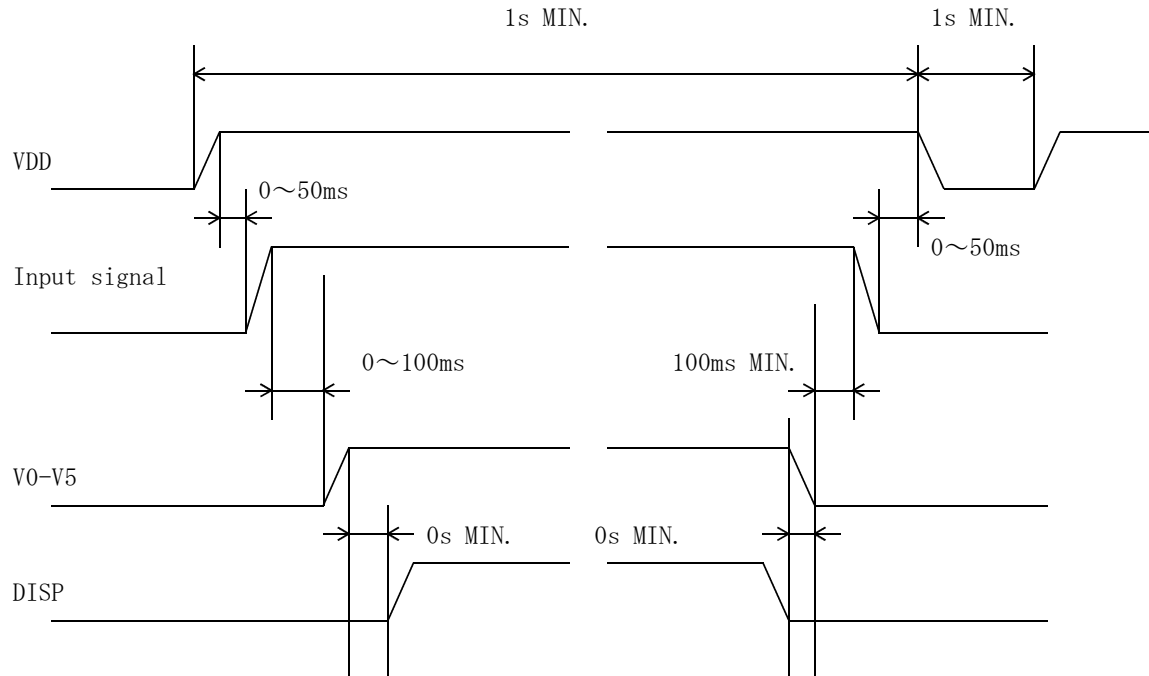 1s MIN.
1s MIN.
VDD
0～50ms
0～50ms
Input signal
0～100ms
100ms MIN.
V0-V5
0s MIN.
0s MIN.
DISP